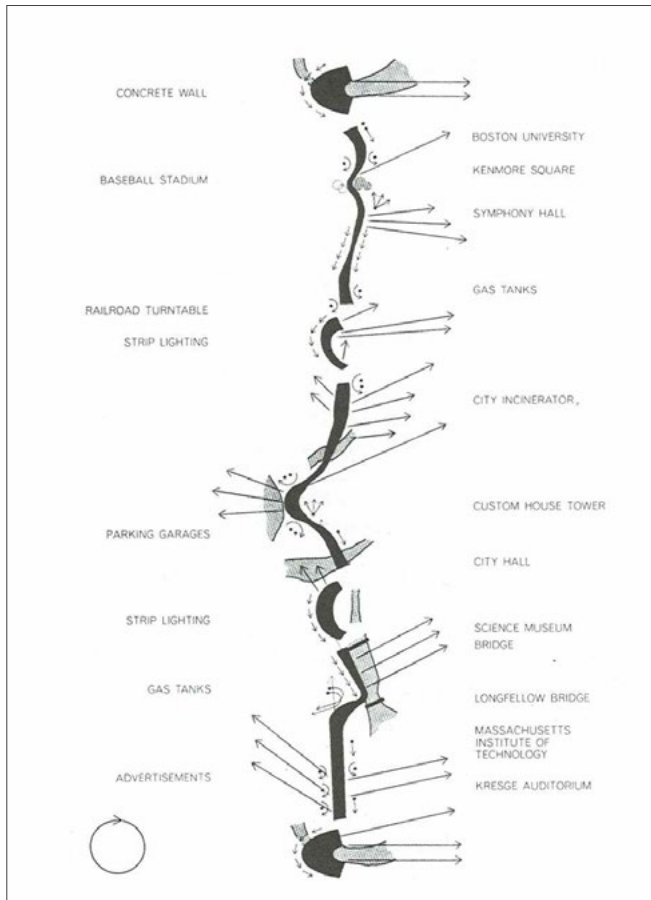 CONCRETE WALL
BOSTON UNIVERSITY
KENMORE SQUARE
BASEBALL STADIUM
SYMPHONY HALL
GAS TANKS
RAILROAD TURNTABLE
STRIP LIGHTING
CITY INCINERATOR,
CUSTOM HOUSE TOWER
PARKING GARAGES
CITY HALL
STRIP LIGHTING
SCIENCE MUSEUM
BRIDGE
GAS TANKS
LONGFELLOW BRIDGE
MASSACHUSETTS
INSTITUTE OF
TECHNOLOGY
ADVERTISEMENTS
KRESGE AUDITORIUM